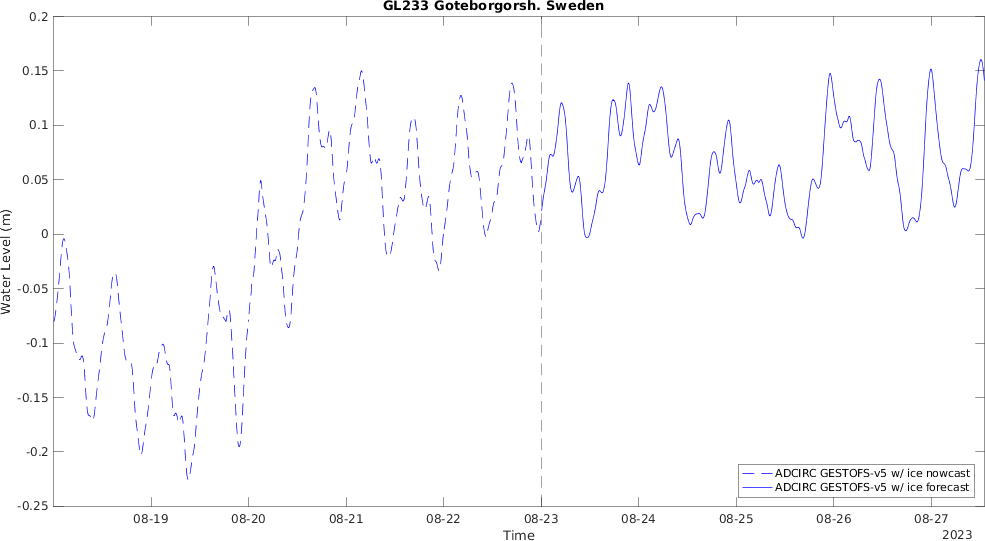 GL233 Goteborgorsh. Sweden
0.2
0.15
0.1
0.05
0
-0.05
-0.1
-0.15
-0.2
-0.25
Water Level (m)
ADCIRC GESTOFS-v5 w/ ice nowcast
ADCIRC GESTOFS-v5 w/ ice forecast
08-19 08-20 08-21 08-22 08-23 08-24 08-25 08-26 08-27
Time
2023